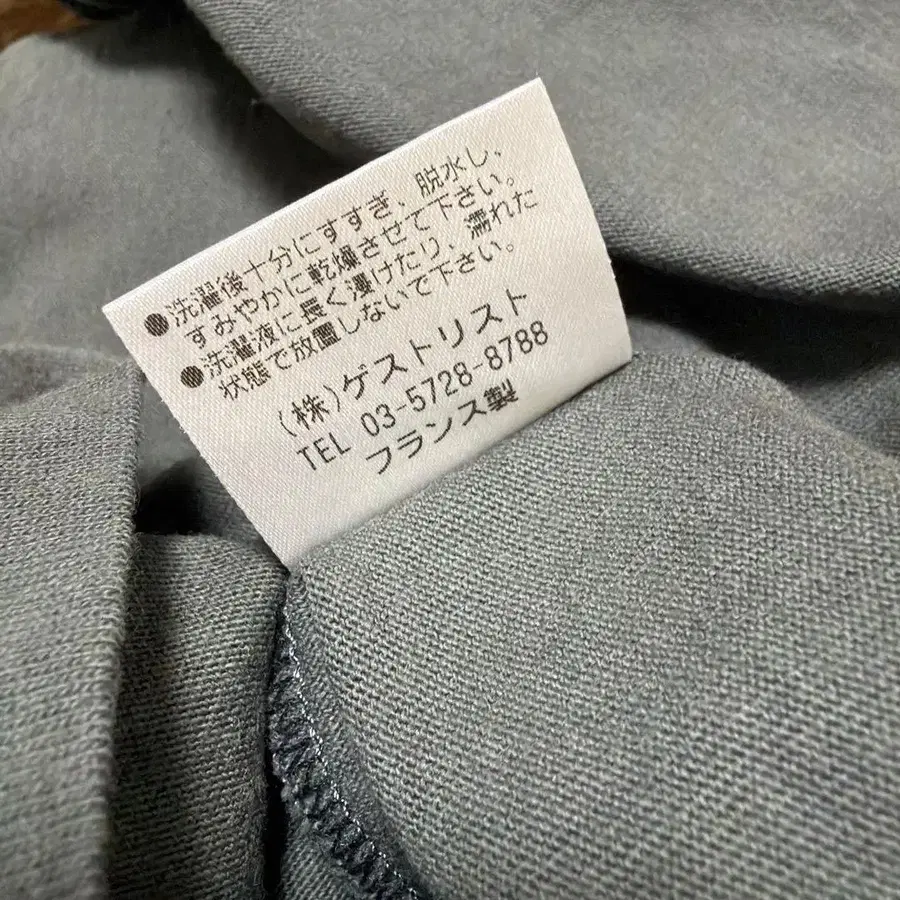 ●洗濯後十分にすすぎ、脱水し、
すみやかに乾燥させて下さい。
●洗濯液に長く浸けたり、濡れた
状態で放置しないで下さい。
(株)ゲストリスト
TEL 03-5728-8788
フランス製